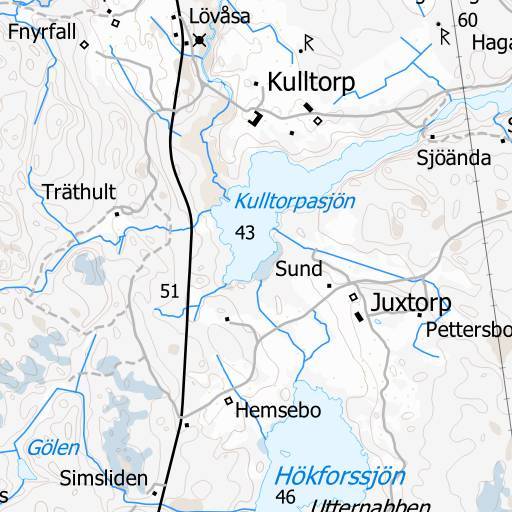 Lövåsa
60
Fnyrfall
Haga
Kulltorp
Sjöända
Träthult
Kulltorpasjön
43
Sund
51
Juxtorp
Pettersbo
Hemsebo
Gölen
Simsliden
Hökforssjön
46
Utternabben